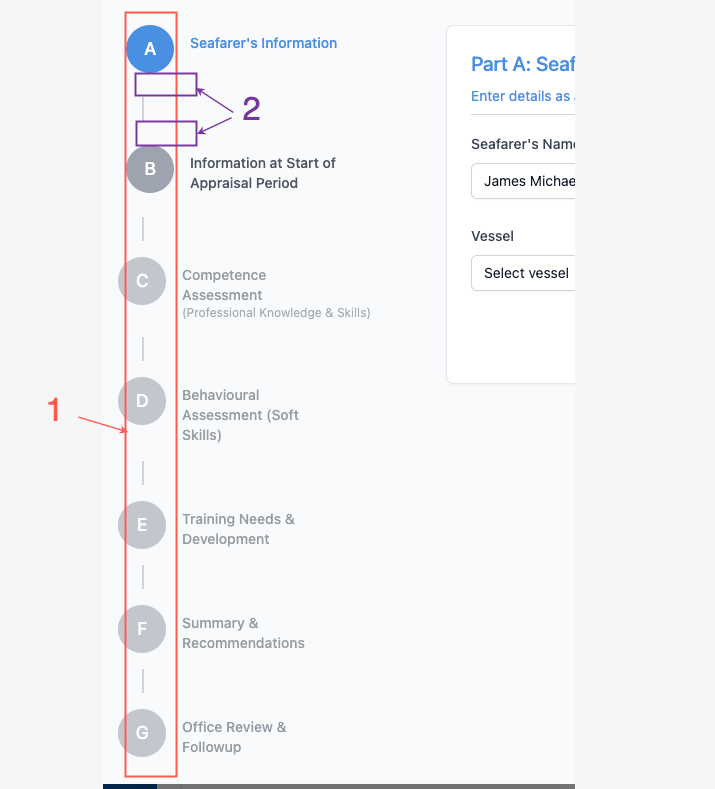 A
Seafarer's Information
2
B
Information at Start of
Appraisal Period
C
Competence
Assessment
(Professional Knowledge & Skills)
1
D
Behavioural
Assessment (Soft
Skills)
E
Training Needs &
Development
F
Summary &
Recommendations
G
Office Review &
Followup
Part A: Seaf
Enter details as
Seafarer's Name
James Michae
Vessel
Select vessel